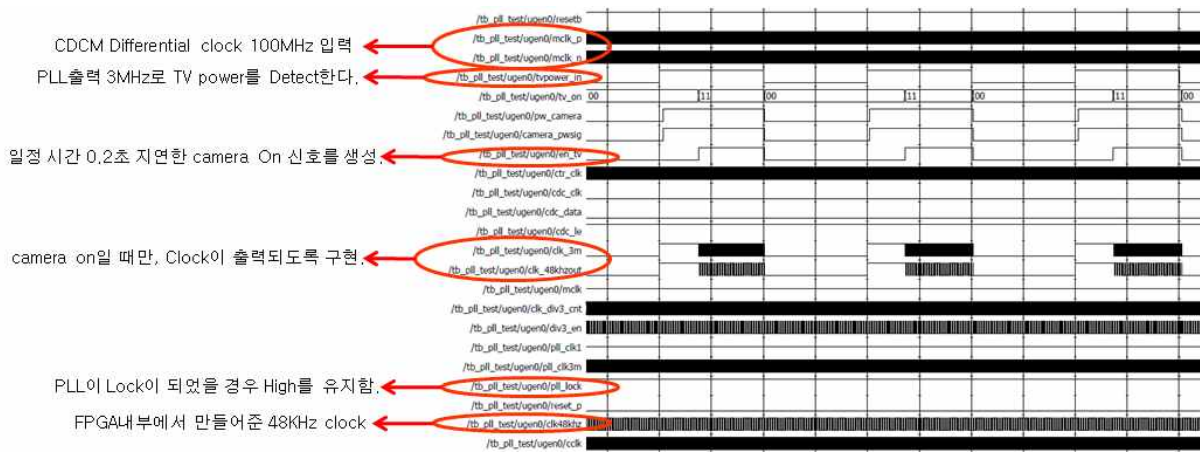 /tb_pll_test/ugen0/resetb
CDCM Differential clock 100MHz 입력
/tb_pll_test/ugen0/mclk_p
/tb_pll_test/ugen0/mclk_n
PLL출력 3MHz로 TV power를 Detect한다.
/tb_pll_test/ugen0/tvpower_in
/tb_pll_test/ugen0/tv_on
00 11 00 11 00 11 00
/tb_pll_test/ugen0/pw_camera
/tb_pll_test/ugen0/camera_pwsig
일정 시간 0,2초 지연한 camera On 신호를 생성.
/tb_pll_test/ugen0/en_tv
/tb_pll_test/ugen0/ctr_clk
/tb_pll_test/ugen0/cdc_clk
/tb_pll_test/ugen0/cdc_data
/tb_pll_test/ugen0/cdc_le
camera on일 때만, Clock이 출력되도록 구현.
/tb_pll_test/ugen0/clk_3m
/tb_pll_test/ugen0/clk_48khzout
/tb_pll_test/ugen0/mclk
/tb_pll_test/ugen0/clk_div3_cnt
/tb_pll_test/ugen0/div3_en
/tb_pll_test/ugen0/pll_clk1
/tb_pll_test/ugen0/pll_clk3m
PLL이 Lock이 되었을 경우 High를 유지함.
/tb_pll_test/ugen0/pll_lock
/tb_pll_test/ugen0/reset_p
FPGA내부에서 만들어준 48KHz clock
/tb_pll_test/ugen0/clk48khz
/tb_pll_test/ugen0/cclk